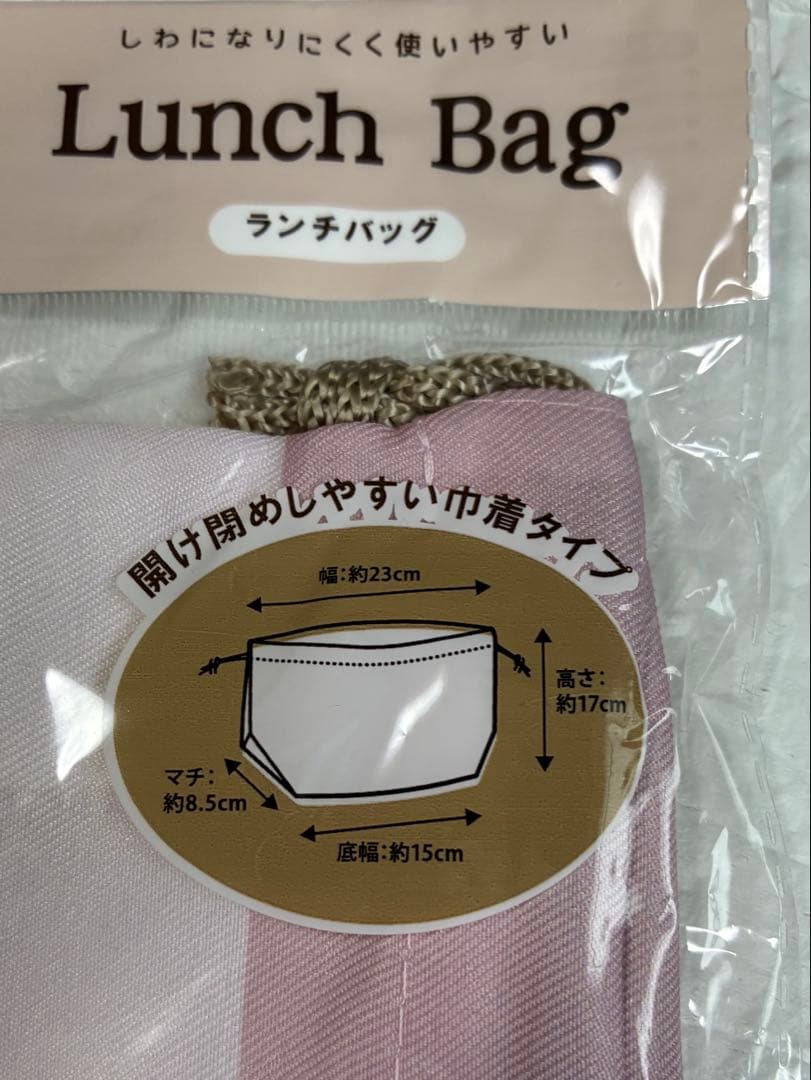 しわになりにくく使いやすい
Lunch Bag
ランチバッグ
開け閉めしやすい巾着タイプ
幅:約23cm
高さ:
約17cm
マチ:
約8.5cm
底幅:約15cm